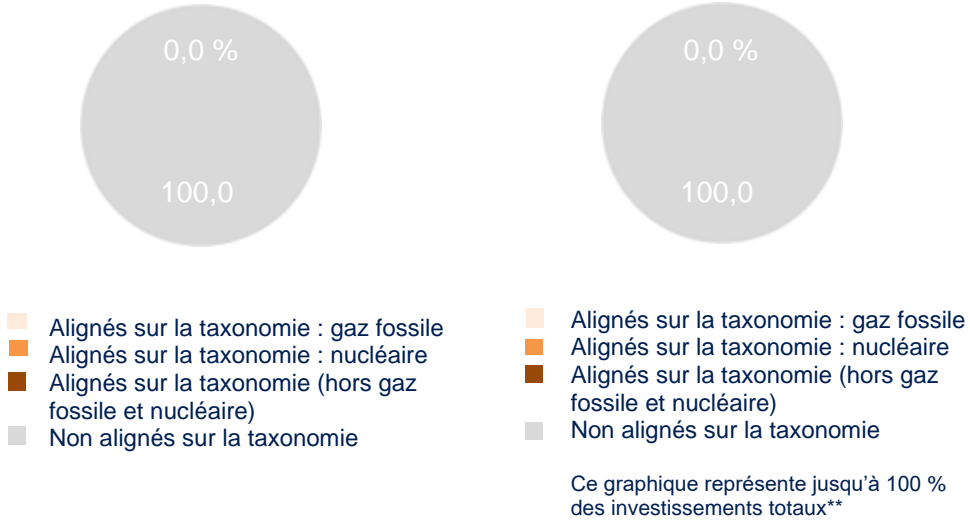 0,0 %
100,0
Alignés sur la taxonomie : gaz fossile
Alignés sur la taxonomie : nucléaire
Alignés sur la taxonomie (hors gaz
fossile et nucléaire)
Non alignés sur la taxonomie
0,0 %
100,0
Alignés sur la taxonomie : gaz fossile
Alignés sur la taxonomie : nucléaire
Alignés sur la taxonomie (hors gaz
fossile et nucléaire)
Non alignés sur la taxonomie
Ce graphique représente jusqu’à 100 %
des investissements totaux**